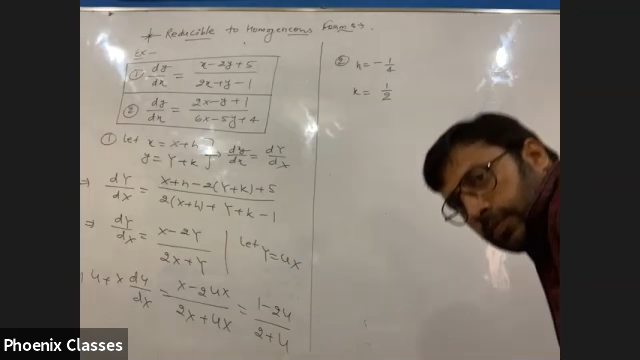 * Reducible to Homogeneous Forms.
Ex-
① dy/dx = x-2y+5/2x+y-1
② dy/dx = 2x-y+1/6x-5y+4
① Let x = X+h
y = Y+k } → dy/dx = dY/dX
⇒ dY/dX = X+h-2(Y+k)+5/2(X+h)+Y+k-1
⇒ dY/dX = X-2Y/2X+Y | Let Y=uX
u+X du/dX = X-2uX/2X+uX = 1-2u/2+u
② h = -1/4
k = 1/2
Phoenix Classes